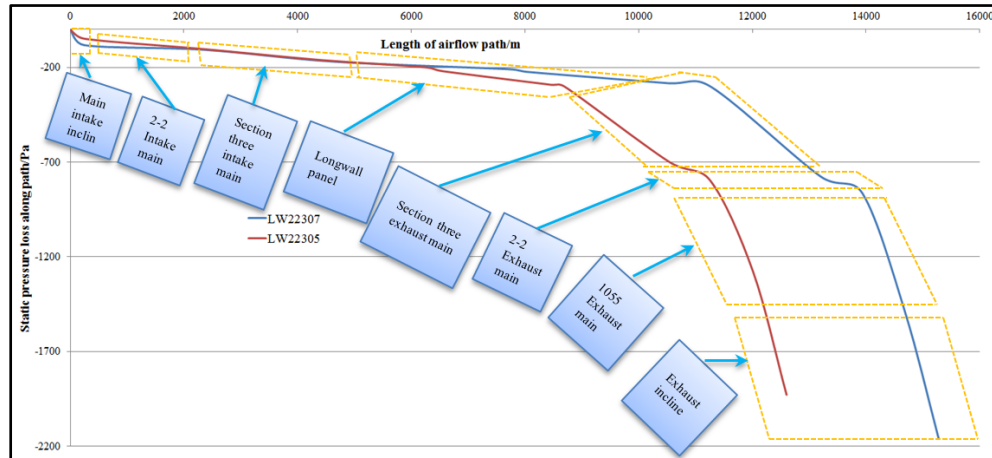 0
2000
4000
6000
8000
10000
12000
14000
16000
Length of airflow path/m
-200
-700
-1200
-1700
-2200
Static pressure loss along path/Pa
Main
intake
inclin
2-2
Intake
main
Section
three
intake
main
Longwall
panel
Section three
exhaust main
2-2
Exhaust
main
1055
Exhaust
main
Exhaust
incline
LW22307
LW22305